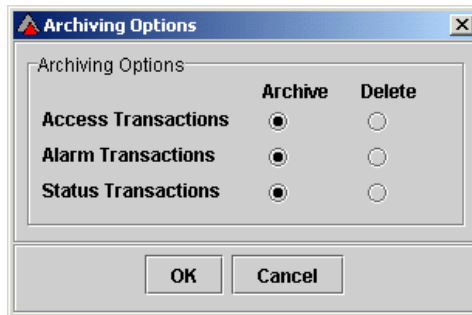 Archiving Options
Archiving Options
Archive Delete
Access Transactions
Alarm Transactions
Status Transactions
OK Cancel